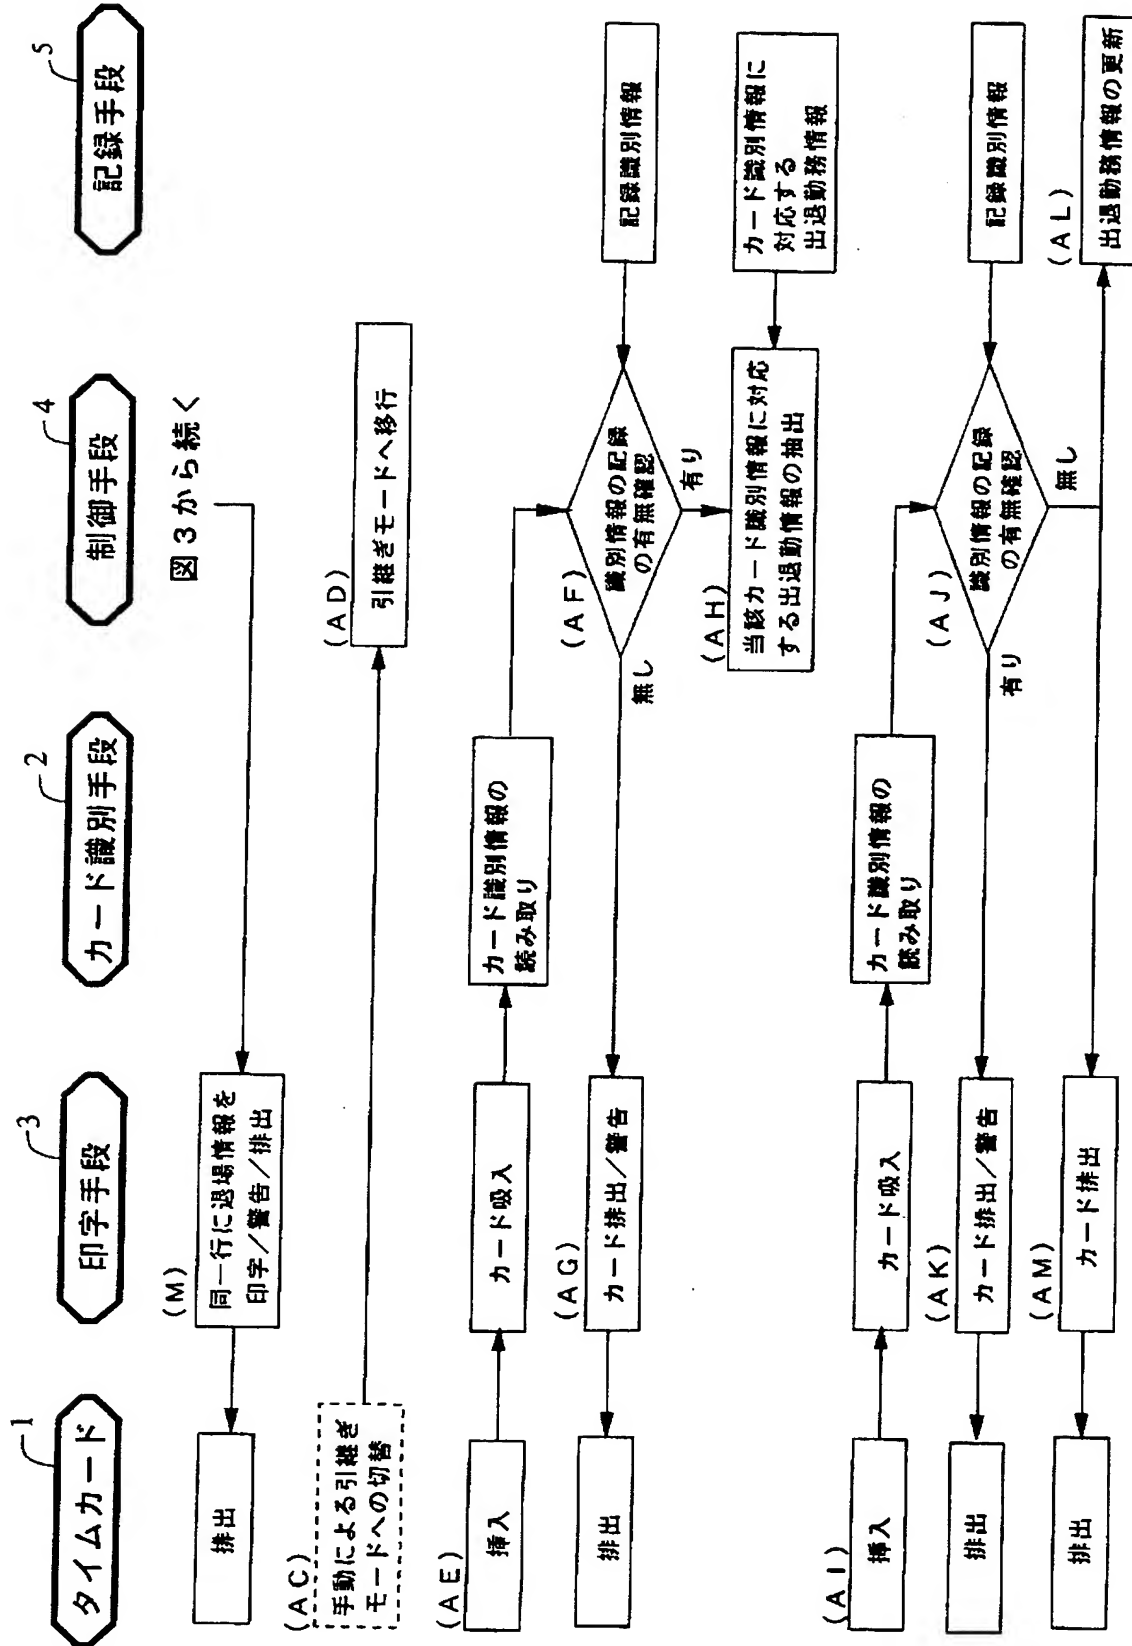 1
タイムカード
3
印字手段
2
カード識別手段
4
制御手段
5
記録手段
図3から続く
(M)
同一行に退場情報を
印字／警告／排出
排出
(AC)
手動による引継ぎ
モードへの切替
(AD)
引継ぎモードへ移行
(AE)
挿入
カード吸入
カード識別情報の
読み取り
(AF)
識別情報の記録
の有無確認
記録識別情報
無し
有り
(AG)
カード排出／警告
排出
(AH)
当該カード識別情報に対応
する出退勤情報の抽出
カード識別情報に
対応する
出退勤務情報
(AI)
挿入
カード吸入
カード識別情報の
読み取り
(AJ)
識別情報の記録
の有無確認
記録識別情報
有り
無し
(AK)
カード排出／警告
排出
(AL)
出退勤務情報の更新
(AM)
カード排出
排出